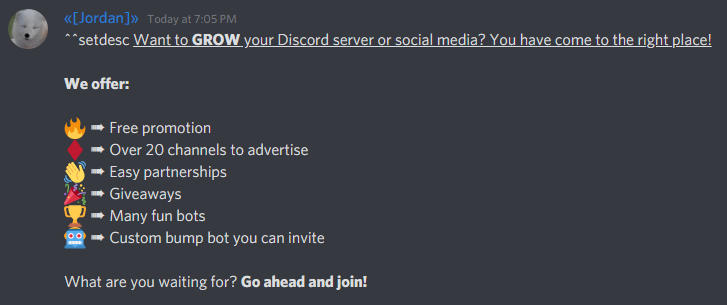 «[Jordan]» Today at 7:05 PM
^^setdesc Want to GROW your Discord server or social media? You have come to the right place!
We offer:
🔥 ➟ Free promotion
♦️ ➟ Over 20 channels to advertise
👋 ➟ Easy partnerships
🎉 ➟ Giveaways
🏆 ➟ Many fun bots
🤖 ➟ Custom bump bot you can invite
What are you waiting for? Go ahead and join!